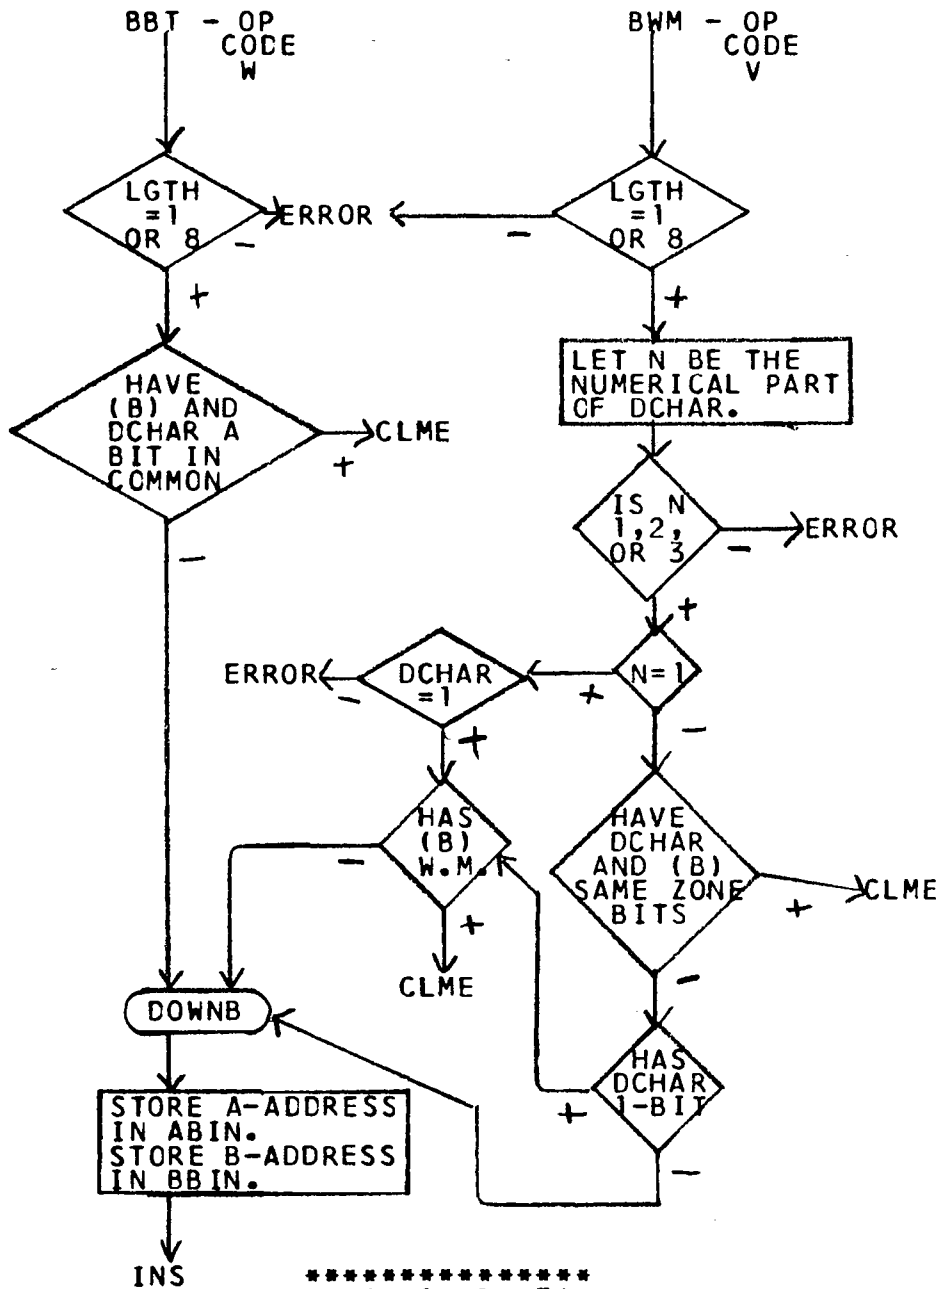 BBT - OP
CODE
W
BWM - OP
CODE
V
LGTH
=1
OR 8
-
+
ERROR
LGTH
=1
OR 8
-
+
HAVE
(B) AND
DCHAR A
BIT IN
COMMON
+
CLME
-
LET N BE THE
NUMERICAL PART
OF DCHAR.
IS N
1,2,
OR 3
-
ERROR
+
N=1
+
-
DCHAR
=1
-
ERROR
+
HAS
(B)
W.M.
-
+
CLME
HAVE
DCHAR
AND (B)
SAME ZONE
BITS
+
CLME
-
HAS
DCHAR
1-BIT
+
-
DOWNB
STORE A-ADDRESS
IN ABIN.
STORE B-ADDRESS
IN BBIN.
INS
***************